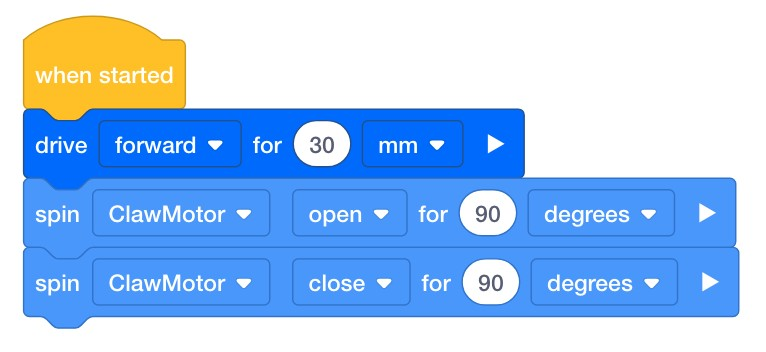 when started
drive forward for 30 mm
spin ClawMotor open for 90 degrees
spin ClawMotor close for 90 degrees